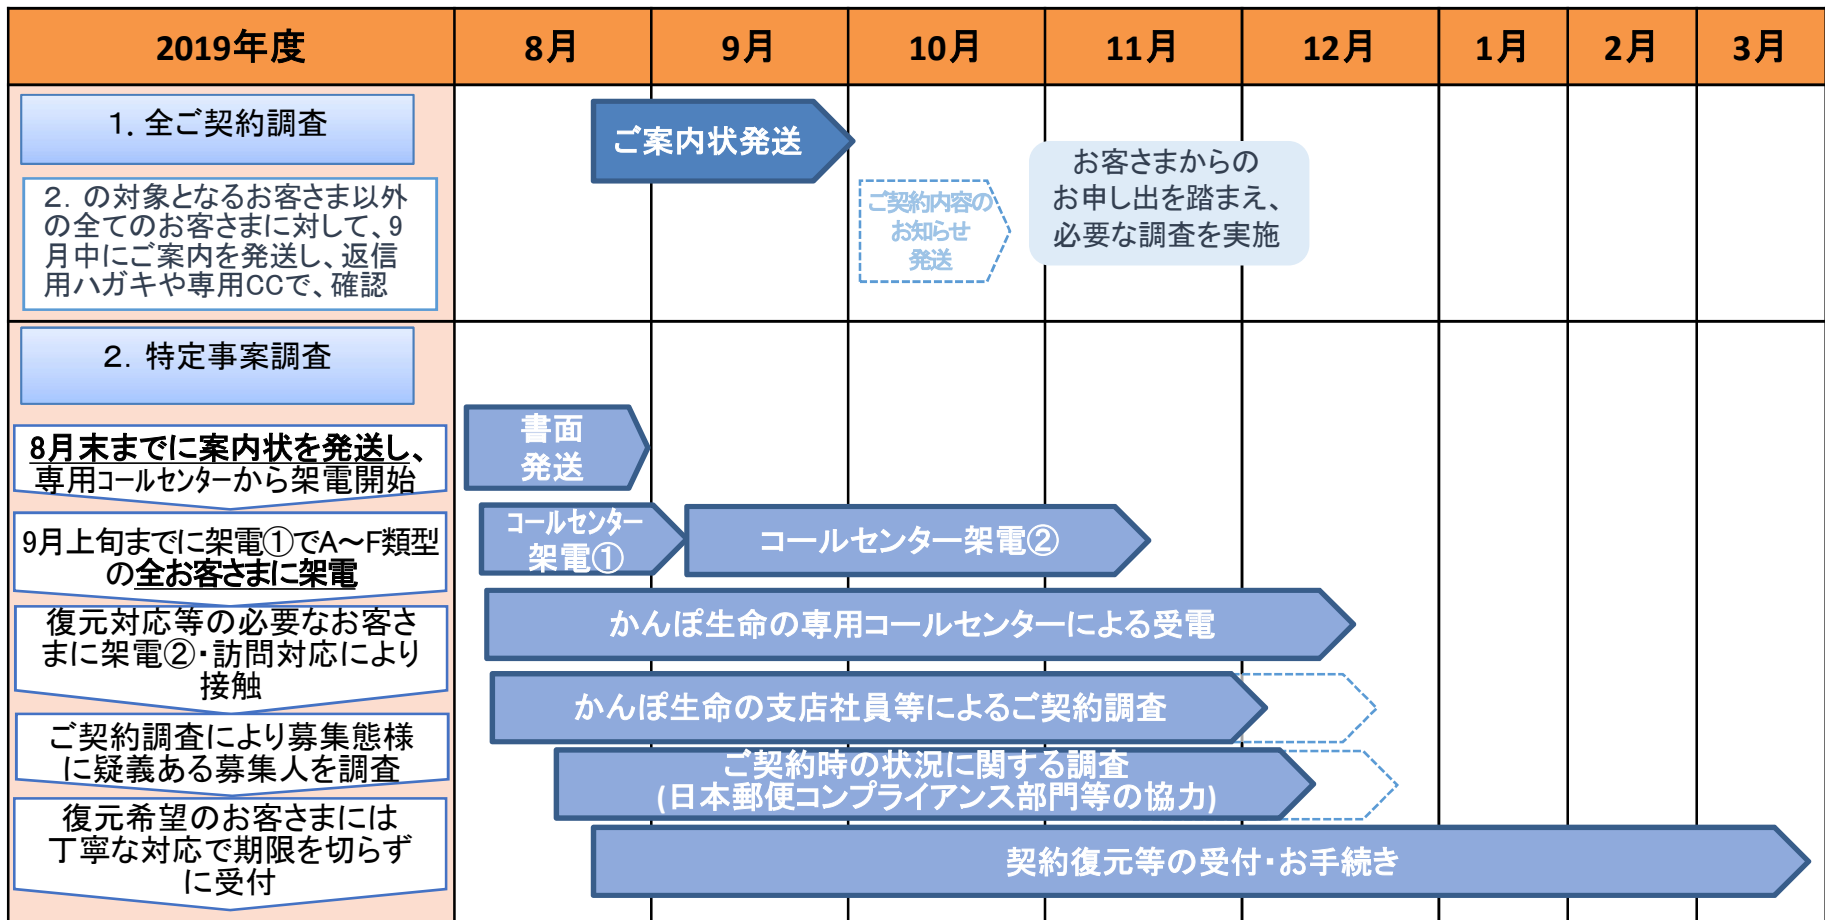 2019年度 8月 9月 10月 11月 12月 1月 2月 3月
1．全ご契約調査
2．の対象となるお客さま以外
の全てのお客さまに対して、9
月中にご案内を発送し、返信
用ハガキや専用CCで、確認
ご案内状発送
ご契約内容の
お知らせ
発送
お客さまからの
お申し出を踏まえ、
必要な調査を実施
2．特定事案調査
8月末までに案内状を発送し、
専用コールセンターから架電開始
9月上旬までに架電①でA～F類型
の全お客さまに架電
復元対応等の必要なお客さ
まに架電②・訪問対応により
接触
ご契約調査により募集態様
に疑義ある募集人を調査
復元希望のお客さまには
丁寧な対応で期限を切らず
に受付
書面
発送
コールセンター
架電①
コールセンター架電②
かんぽ生命の専用コールセンターによる受電
かんぽ生命の支店社員等によるご契約調査
ご契約時の状況に関する調査
(日本郵便コンプライアンス部門等の協力)
契約復元等の受付・お手続き